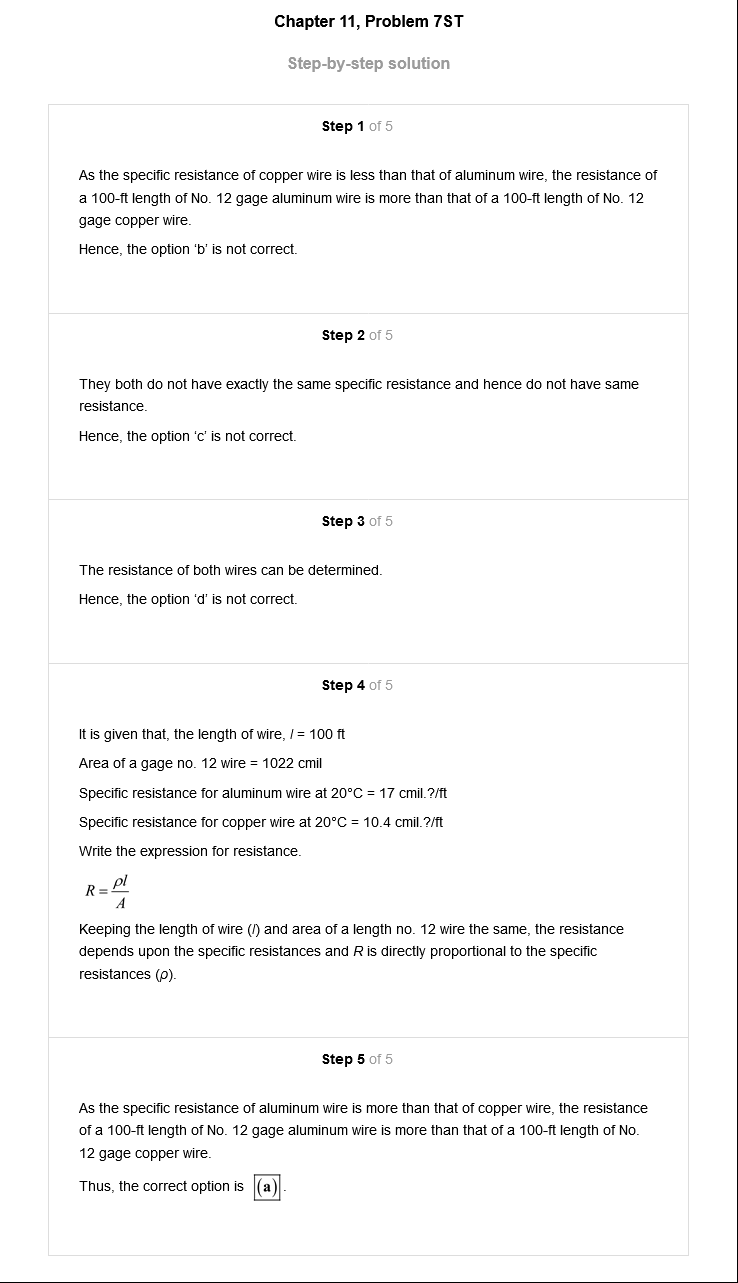 Chapter 11, Problem 7ST
Step-by-step solution
Step 1 of 5
As the specific resistance of copper wire is less than that of aluminum wire, the resistance of
a 100-ft length of No. 12 gage aluminum wire is more than that of a 100-ft length of No. 12
gage copper wire.
Hence, the option ‘b’ is not correct.
Step 2 of 5
They both do not have exactly the same specific resistance and hence do not have same
resistance.
Hence, the option ‘c’ is not correct.
Step 3 of 5
The resistance of both wires can be determined.
Hence, the option ‘d’ is not correct.
Step 4 of 5
It is given that, the length of wire, l = 100 ft
Area of a gage no. 12 wire = 1022 cmil
Specific resistance for aluminum wire at 20°C = 17 cmil.?/ft
Specific resistance for copper wire at 20°C = 10.4 cmil.?/ft
Write the expression for resistance.
R = ρl / A
Keeping the length of wire (l) and area of a length no. 12 wire the same, the resistance
depends upon the specific resistances and R is directly proportional to the specific
resistances (ρ).
Step 5 of 5
As the specific resistance of aluminum wire is more than that of copper wire, the resistance
of a 100-ft length of No. 12 gage aluminum wire is more than that of a 100-ft length of No.
12 gage copper wire.
Thus, the correct option is (a).